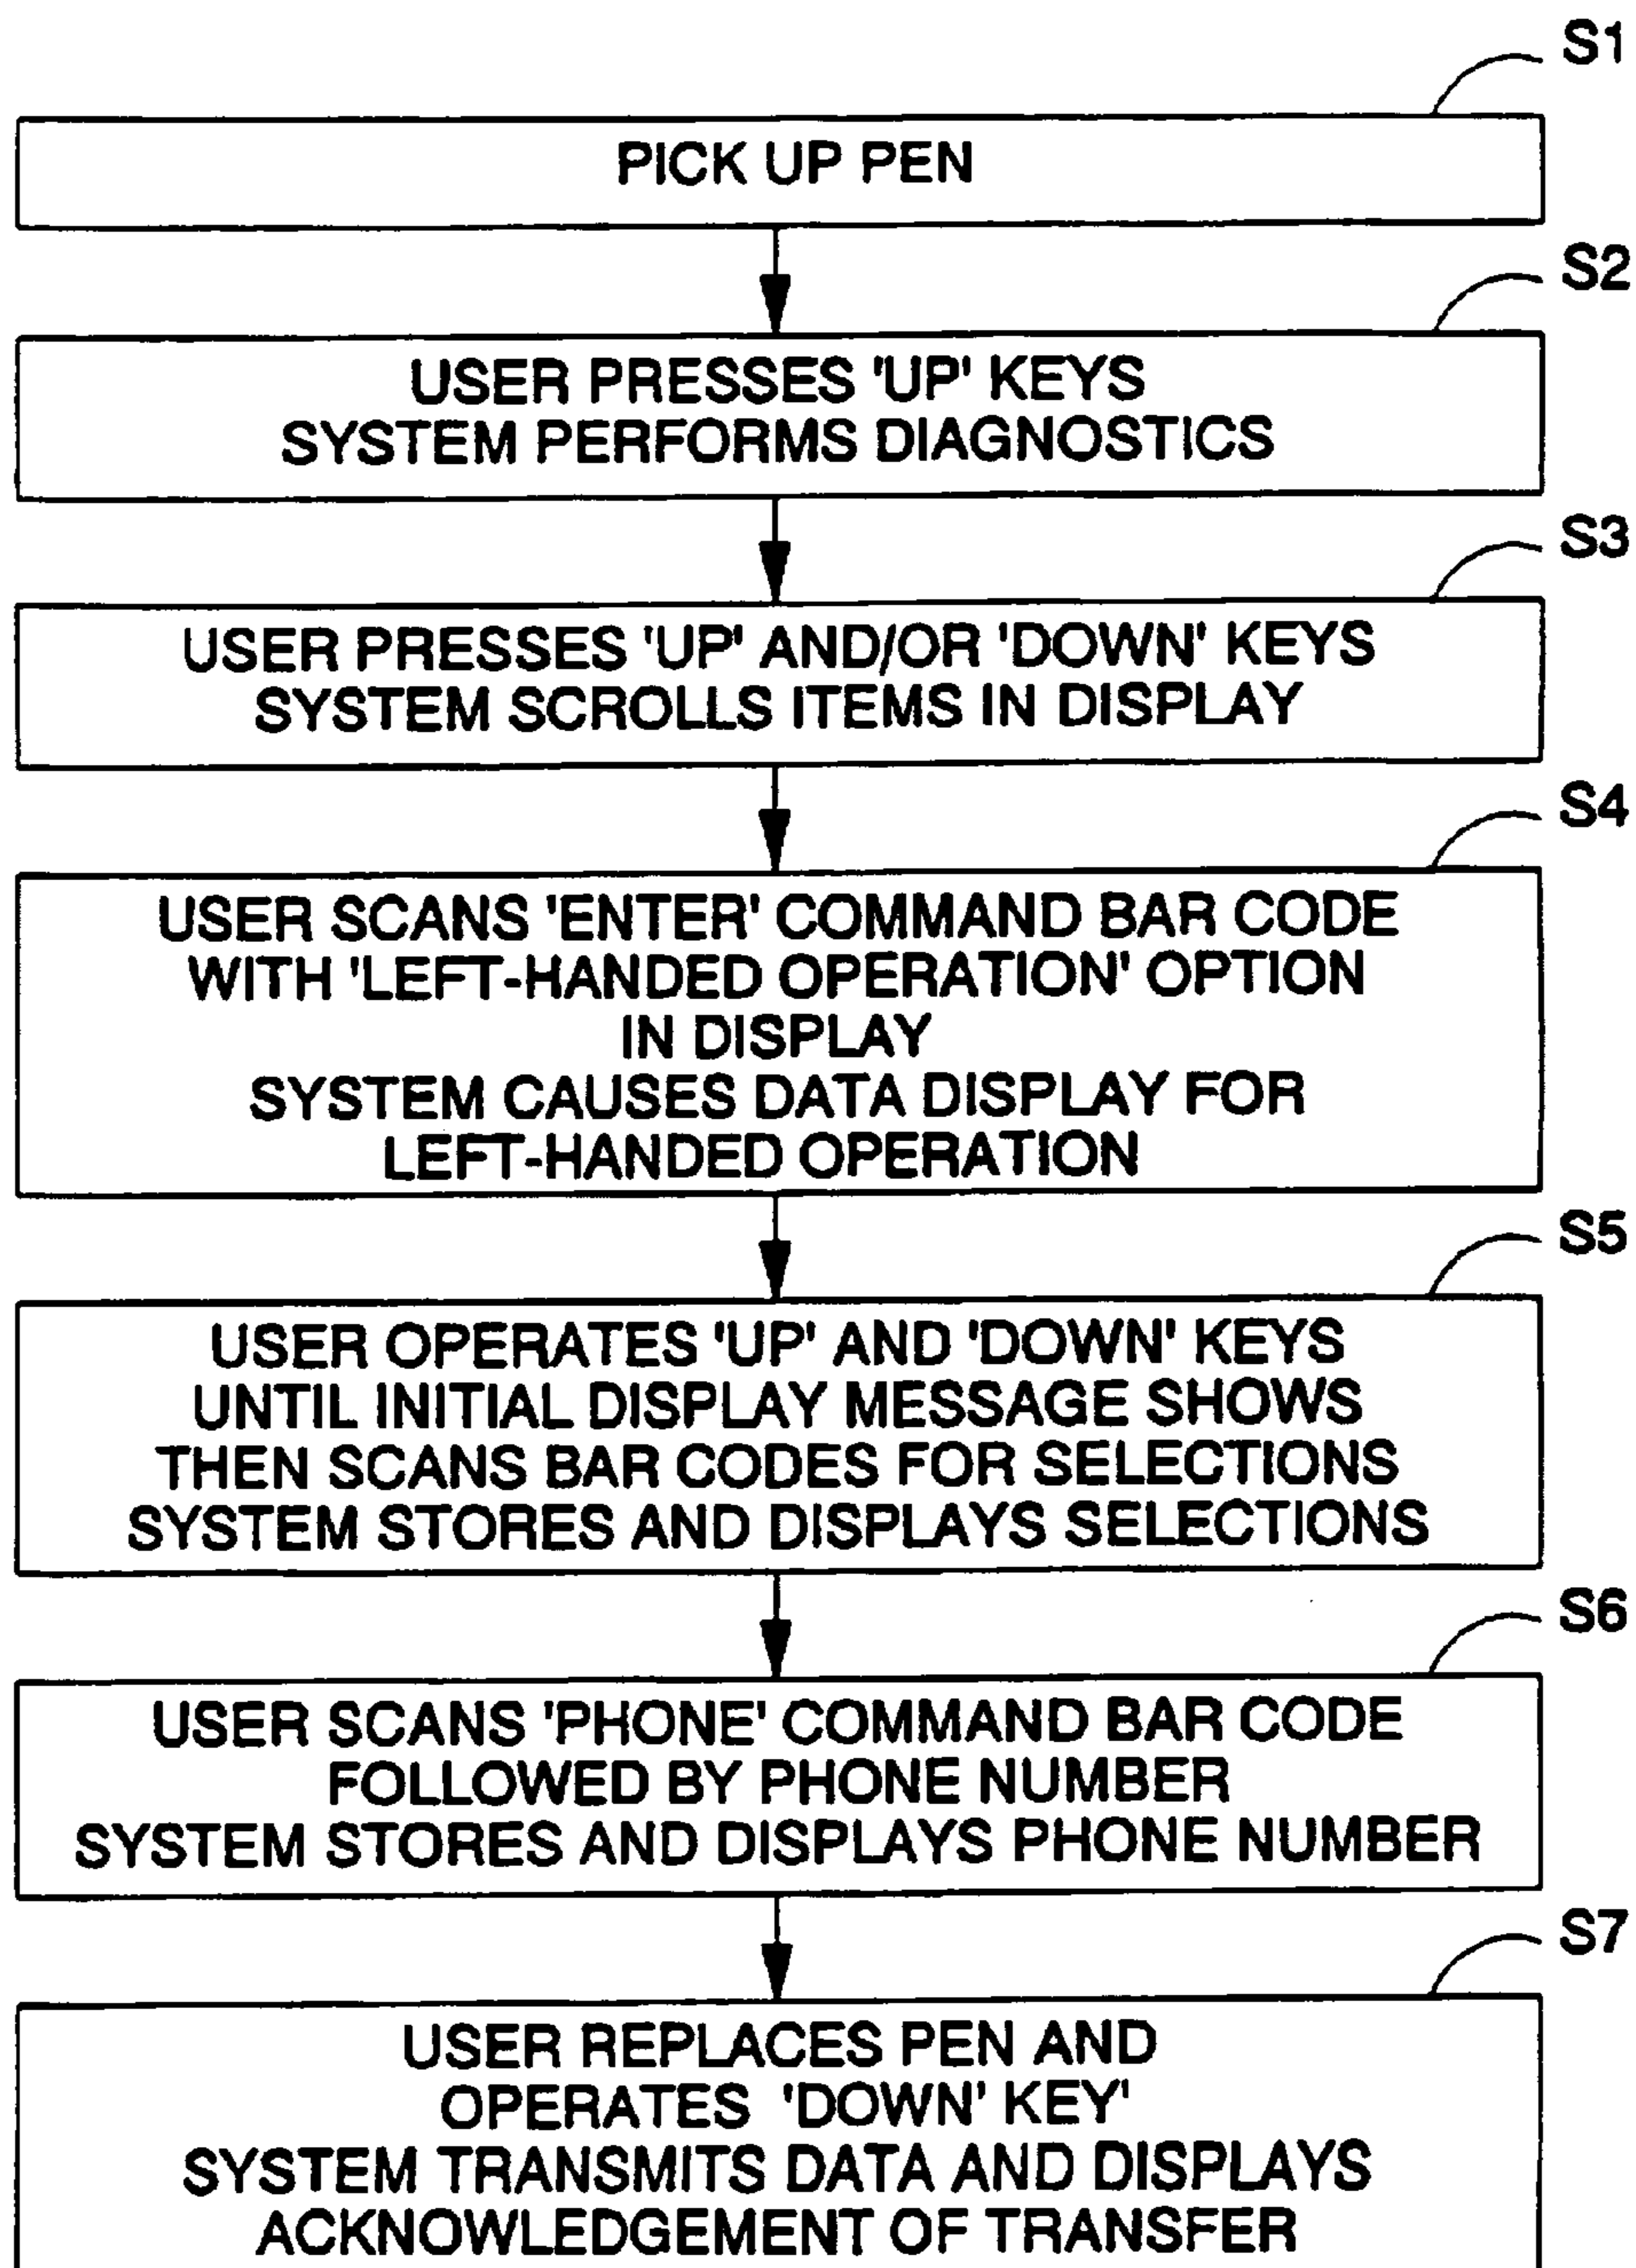 S1
PICK UP PEN
S2
USER PRESSES 'UP' KEYS
SYSTEM PERFORMS DIAGNOSTICS
S3
USER PRESSES 'UP' AND/OR 'DOWN' KEYS
SYSTEM SCROLLS ITEMS IN DISPLAY
S4
USER SCANS 'ENTER' COMMAND BAR CODE
WITH 'LEFT-HANDED OPERATION' OPTION
IN DISPLAY
SYSTEM CAUSES DATA DISPLAY FOR
LEFT-HANDED OPERATION
S5
USER OPERATES 'UP' AND 'DOWN' KEYS
UNTIL INITIAL DISPLAY MESSAGE SHOWS
THEN SCANS BAR CODES FOR SELECTIONS
SYSTEM STORES AND DISPLAYS SELECTIONS
S6
USER SCANS 'PHONE' COMMAND BAR CODE
FOLLOWED BY PHONE NUMBER
SYSTEM STORES AND DISPLAYS PHONE NUMBER
S7
USER REPLACES PEN AND
OPERATES 'DOWN' KEY'
SYSTEM TRANSMITS DATA AND DISPLAYS
ACKNOWLEDGEMENT OF TRANSFER